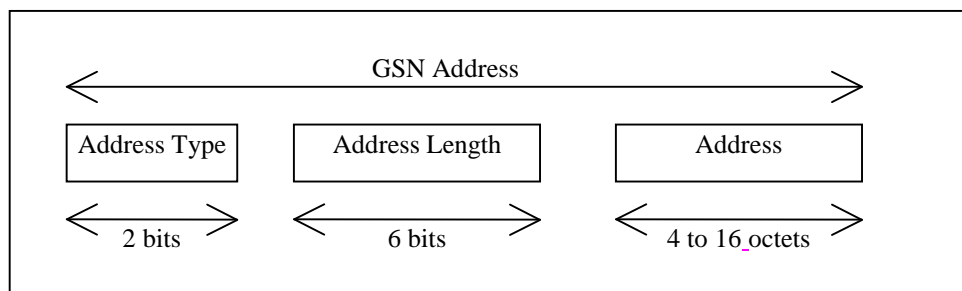 GSN Address
Address Type Address Length Address
2 bits 6 bits 4 to 16 octets